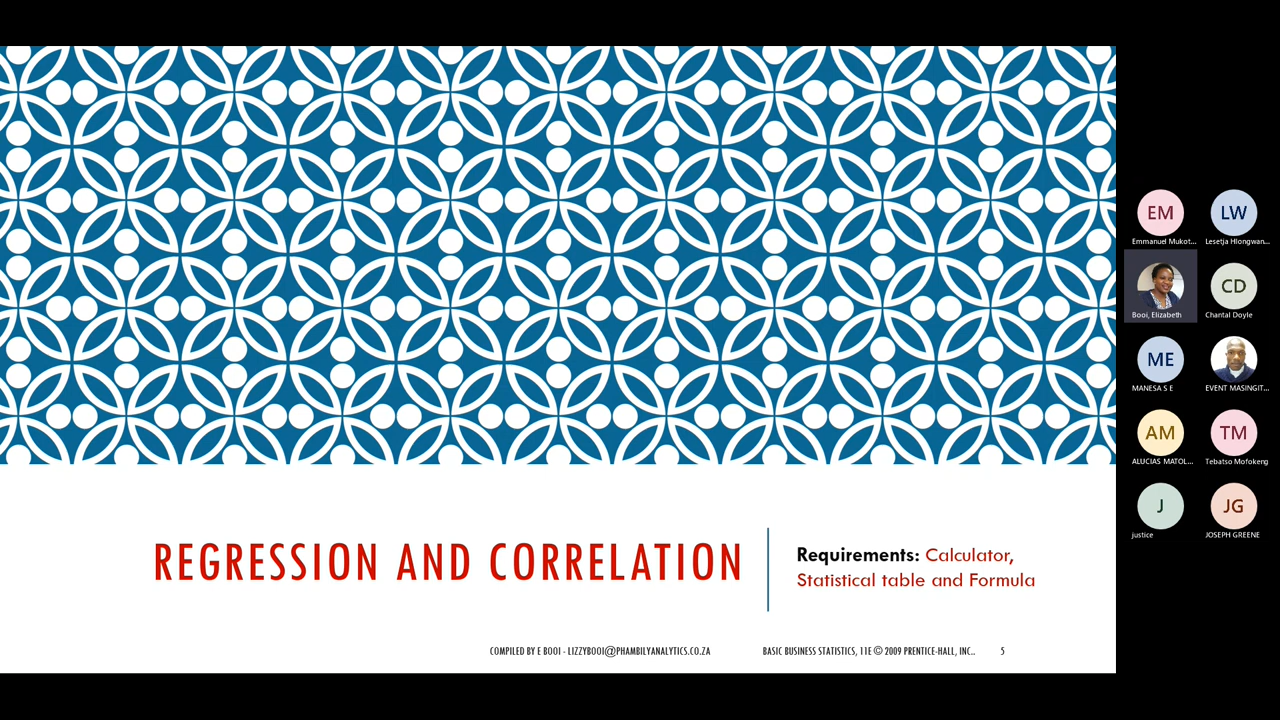 REGRESSION AND CORRELATION
Requirements: Calculator,
Statistical table and Formula
COMPILED BY E BOOI - LIZZYBOOI@PHAMBILYANALYTICS.CO.ZA
BASIC BUSINESS STATISTICS, 11E © 2009 PRENTICE-HALL, INC..
5
EM
LW
Emmanuel Mukot...
Lesetja Hlongwan...
CD
Booi, Elizabeth
Chantal Doyle
ME
MANESA S E
EVENT MASINGIT...
AM
TM
ALUCIAS MATOL...
Tebatso Mofokeng
J
JG
justice
JOSEPH GREENE